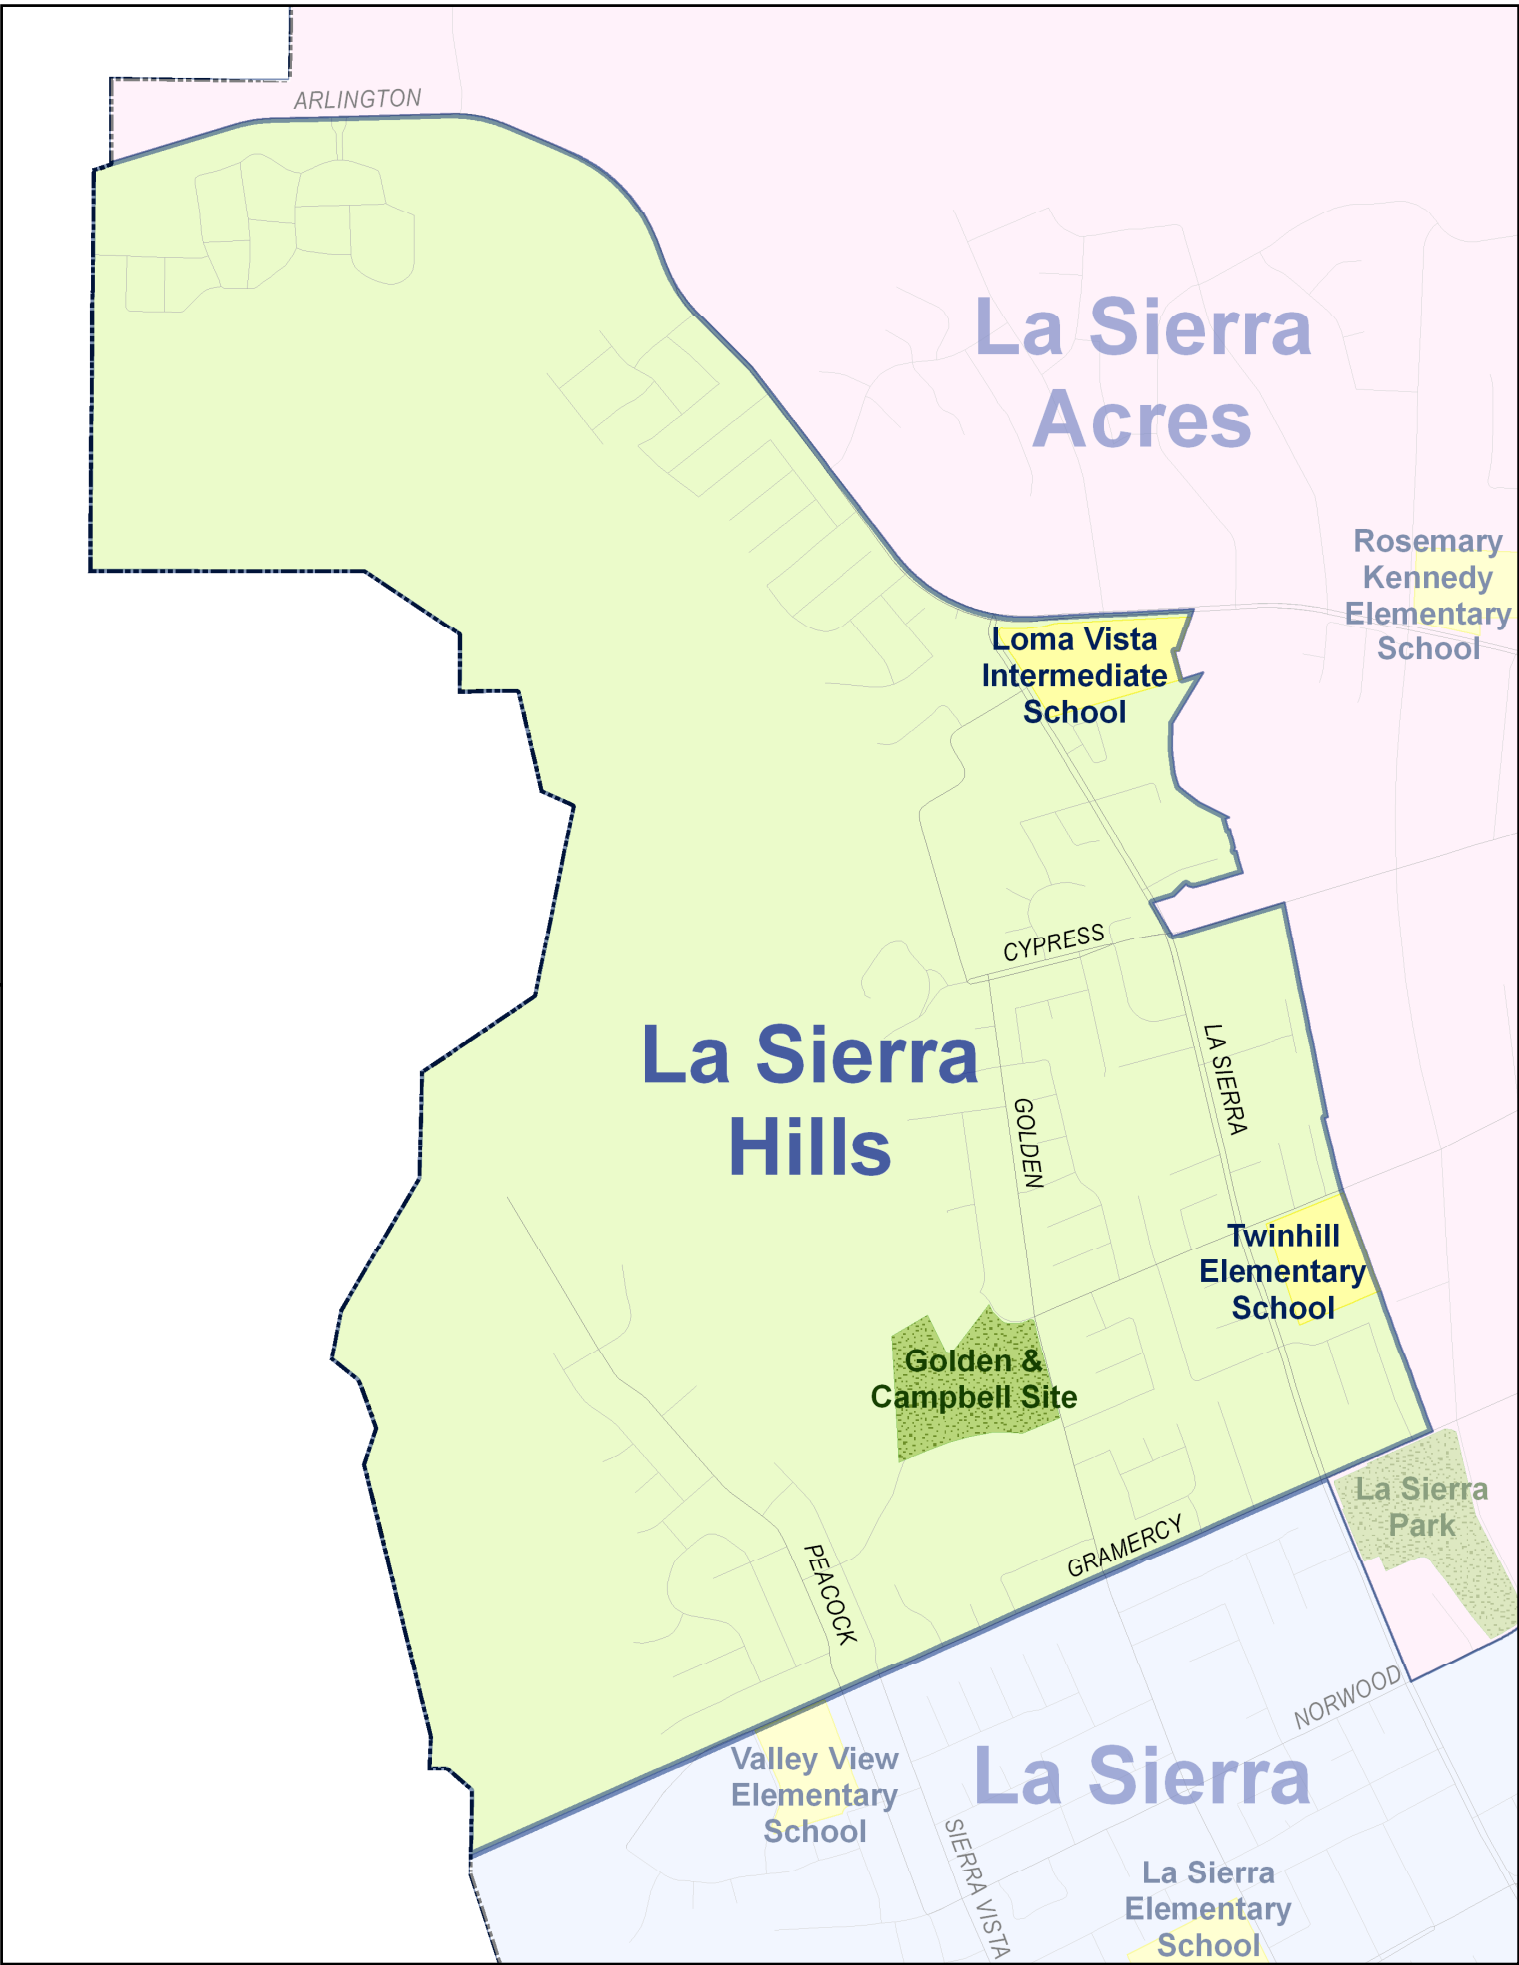 ARLINGTON
La Sierra
Acres
Rosemary
Kennedy
Elementary
School
Loma Vista
Intermediate
School
CYPRESS
La Sierra
Hills
LA SIERRA
GOLDEN
Twinhill
Elementary
School
Golden &
Campbell Site
La Sierra
Park
GRAMERCY
PEACOCK
NORWOOD
Valley View
Elementary
School
La Sierra
SIERRA VISTA
La Sierra
Elementary
School